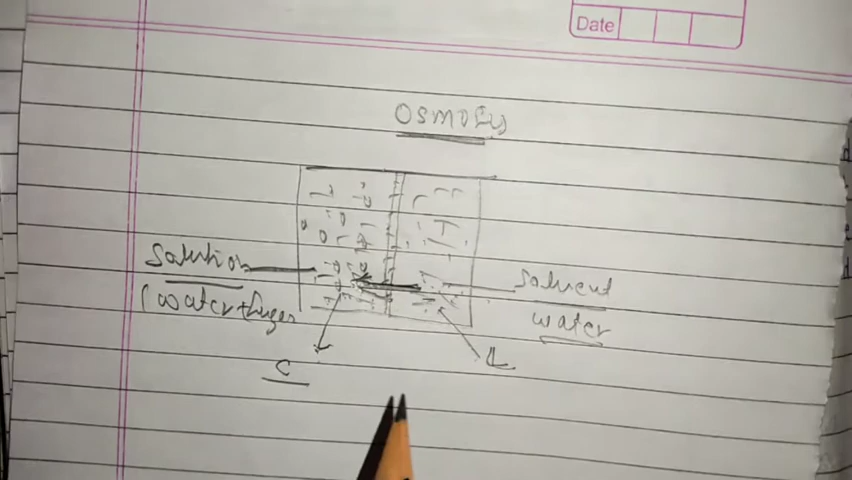 Date
Osmosis
Solution
(water + sugar
Solvent
water
C